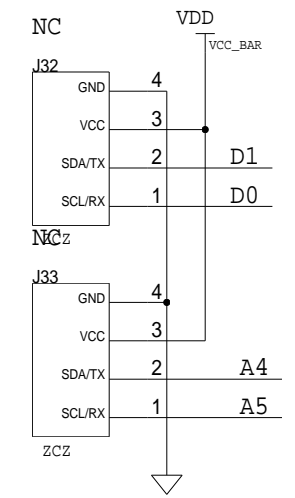 NC
VDD
VCC_BAR
J32
GND 4
VCC 3
SDA/TX 2 D1
SCL/RX 1 D0
ZCZ
NC
J33
GND 4
VCC 3
SDA/TX 2 A4
SCL/RX 1 A5
ZCZ